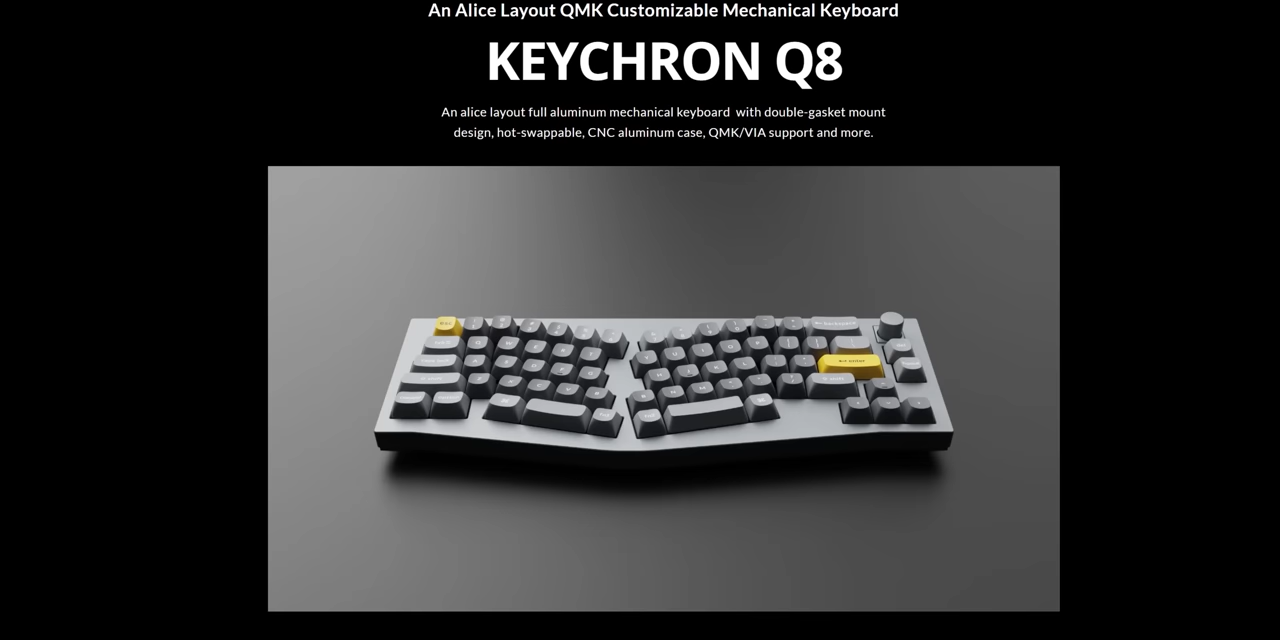 An Alice Layout QMK Customizable Mechanical Keyboard
KEYCHRON Q8
An alice layout full aluminum mechanical keyboard with double-gasket mount
design, hot-swappable, CNC aluminum case, QMK/VIA support and more.